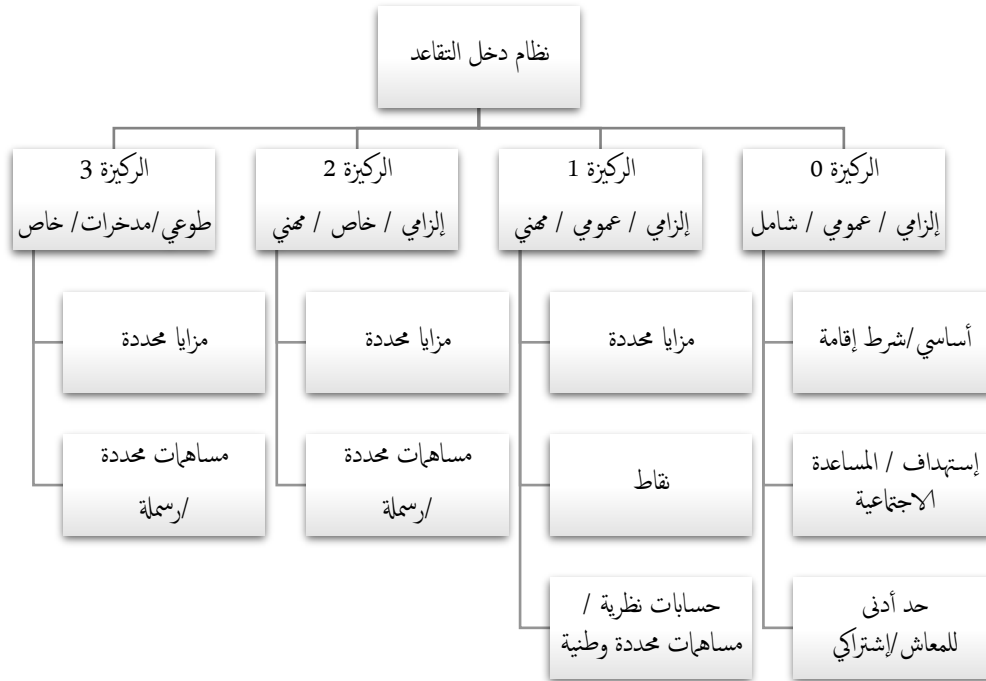 نظام دخل التقاعد
الركيزة 0
إلزامي / عمومي / شامل
أساسي/شرط إقامة
إستهداف / المساعدة
الاجتماعية
حد أدنى
للمعاش/إشتراكي
الركيزة 1
إلزامي / عمومي / مهني
مزايا محددة
نقاط
حسابات نظرية /
مساهمات محددة وطنية
الركيزة 2
إلزامي / خاص / مهني
مزايا محددة
مساهمات محددة
/رسملة
الركيزة 3
طوعي/مدخرات/ خاص
مزايا محددة
مساهمات محددة
/رسملة